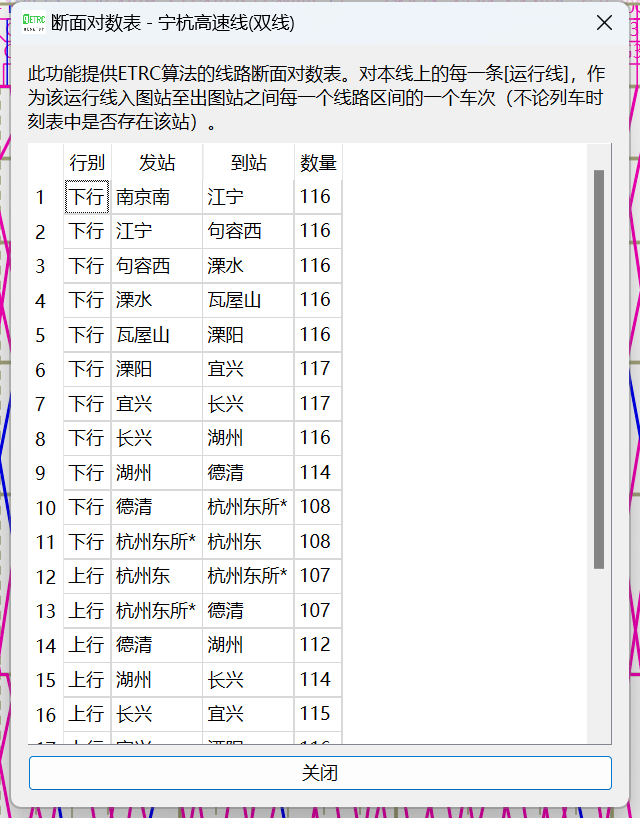 断面对数表 - 宁杭高速线(双线)
此功能提供ETRC算法的线路断面对数表。对本线上的每一条[运行线]，作
为该运行线入图站至出图站之间每一个线路区间的一个车次（不论列车时
刻表中是否存在该站）。
行别 发站 到站 数量
1 下行 南京南 江宁 116
2 下行 江宁 句容西 116
3 下行 句容西 溧水 116
4 下行 溧水 瓦屋山 116
5 下行 瓦屋山 溧阳 116
6 下行 溧阳 宜兴 117
7 下行 宜兴 长兴 117
8 下行 长兴 湖州 116
9 下行 湖州 德清 114
10 下行 德清 杭州东所* 108
11 下行 杭州东所* 杭州东 108
12 上行 杭州东 杭州东所* 107
13 上行 杭州东所* 德清 107
14 上行 德清 湖州 112
15 上行 湖州 长兴 114
16 上行 长兴 宜兴 115
关闭